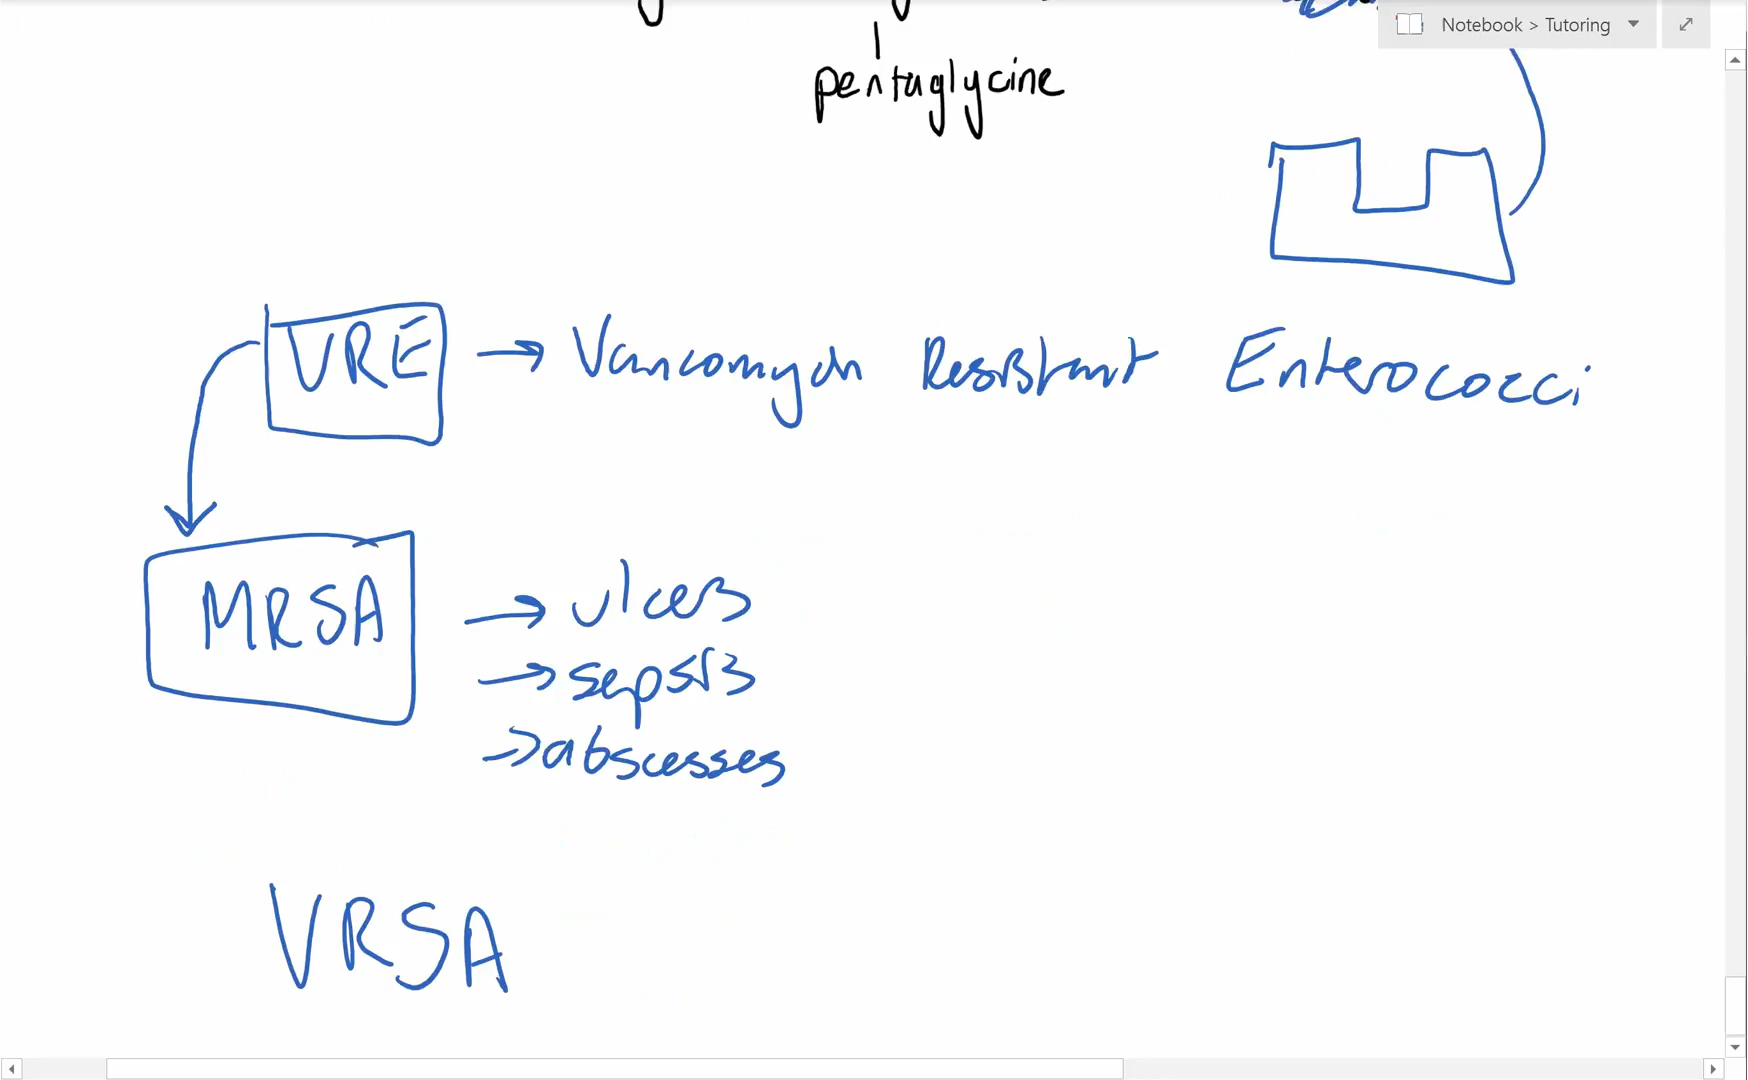 Notebook > Tutoring
pentaglycine
VRE → Vancomycin Resistant Enterococci
MRSA → ulcers
→ sepsis
→ abscesses
VRSA